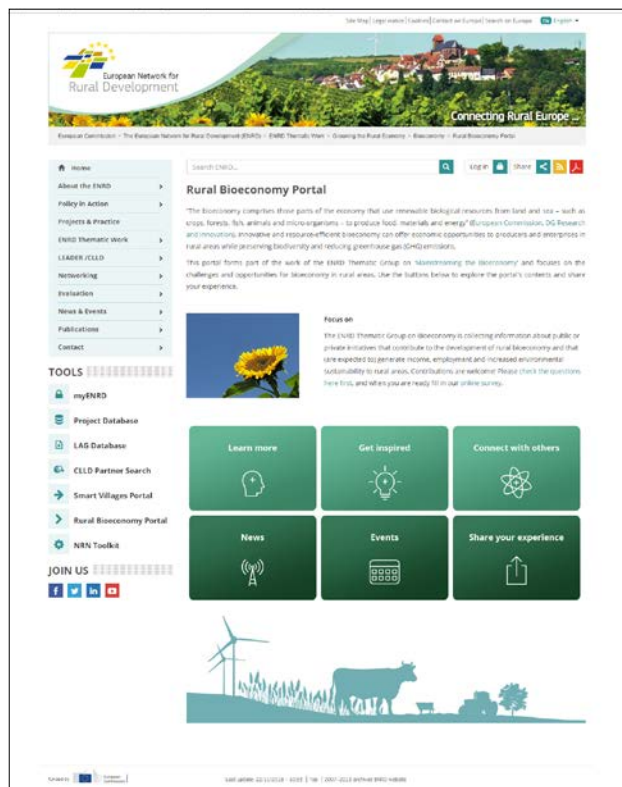 Site Map | Legal notice | Cookies | Contact on Europa | Search on Europa EN English
European Network for
Rural Development
Connecting Rural Europe ...
European Commission > The European Network for Rural Development (ENRD) > ENRD Thematic Work > Greening the Rural Economy > Bioeconomy > Rural Bioeconomy Portal
Home
About the ENRD
Policy in Action
Projects & Practice
ENRD Thematic Work
LEADER /CLLD
Networking
Evaluation
News & Events
Publications
Contact
TOOLS
myENRD
Project Database
LAG Database
CLLD Partner Search
Smart Villages Portal
Rural Bioeconomy Portal
NRN Toolkit
JOIN US
Search ENRD...
Log in Share
Rural Bioeconomy Portal
"The bioeconomy comprises those parts of the economy that use renewable biological resources from land and sea – such as
crops, forests, fish, animals and micro-organisms – to produce food, materials and energy" (European Commission, DG Research
and Innovation). Innovative and resource-efficient bioeconomy can offer economic opportunities to producers and enterprises in
rural areas while preserving biodiversity and reducing greenhouse gas (GHG) emissions.
This portal forms part of the work of the ENRD Thematic Group on 'Mainstreaming the Bioeconomy' and focuses on the
challenges and opportunities for bioeconomy in rural areas. Use the buttons below to explore the portal's contents and share
your experience.
Focus on
The ENRD Thematic Group on Bioeconomy is collecting information about public or
private initiatives that contribute to the development of rural bioeconomy and that
(are expected to) generate income, employment and increased environmental
sustainability to rural areas. Contributions are welcome! Please check the questions
here first, and when you are ready fill in our online survey.
Learn more
Get inspired
Connect with others
News
Events
Share your experience
European
Commission
Last update: | Top | 2007-2013 archived ENRD website